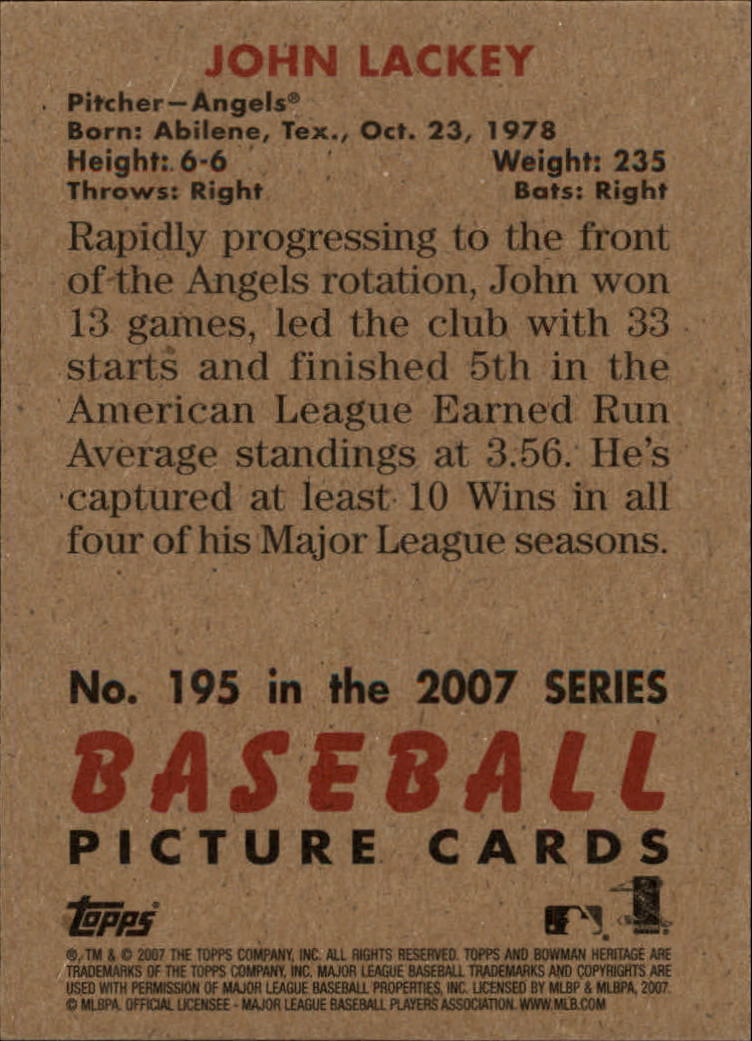 JOHN LACKEY
Pitcher—Angels®
Born: Abilene, Tex., Oct. 23, 1978
Height: 6-6 Weight: 235
Throws: Right Bats: Right
Rapidly progressing to the front
of the Angels rotation, John won
13 games, led the club with 33
starts and finished 5th in the
American League Earned Run
Average standings at 3.56. He's
captured at least 10 Wins in all
four of his Major League seasons.
No. 195 in the 2007 SERIES
BASEBALL
PICTURE CARDS
Topps
®, TM & © 2007 THE TOPPS COMPANY, INC. ALL RIGHTS RESERVED. TOPPS AND BOWMAN HERITAGE ARE
TRADEMARKS OF THE TOPPS COMPANY, INC. MAJOR LEAGUE BASEBALL TRADEMARKS AND COPYRIGHTS ARE
USED WITH PERMISSION OF MAJOR LEAGUE BASEBALL PROPERTIES, INC. LICENSED BY MLBP & MLBPA, 2007.
© MLBPA. OFFICIAL LICENSEE - MAJOR LEAGUE BASEBALL PLAYERS ASSOCIATION. WWW.MLB.COM